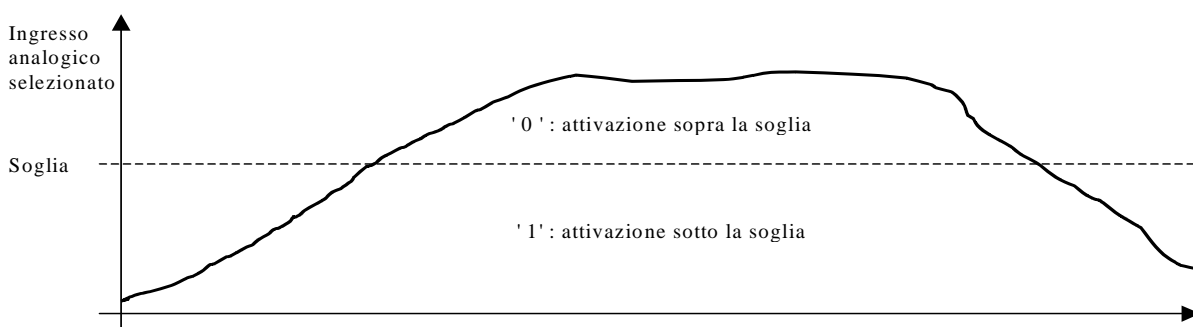 Ingresso
analogico
selezionato
'0': attivazione sopra la soglia
Soglia
'1': attivazione sotto la soglia